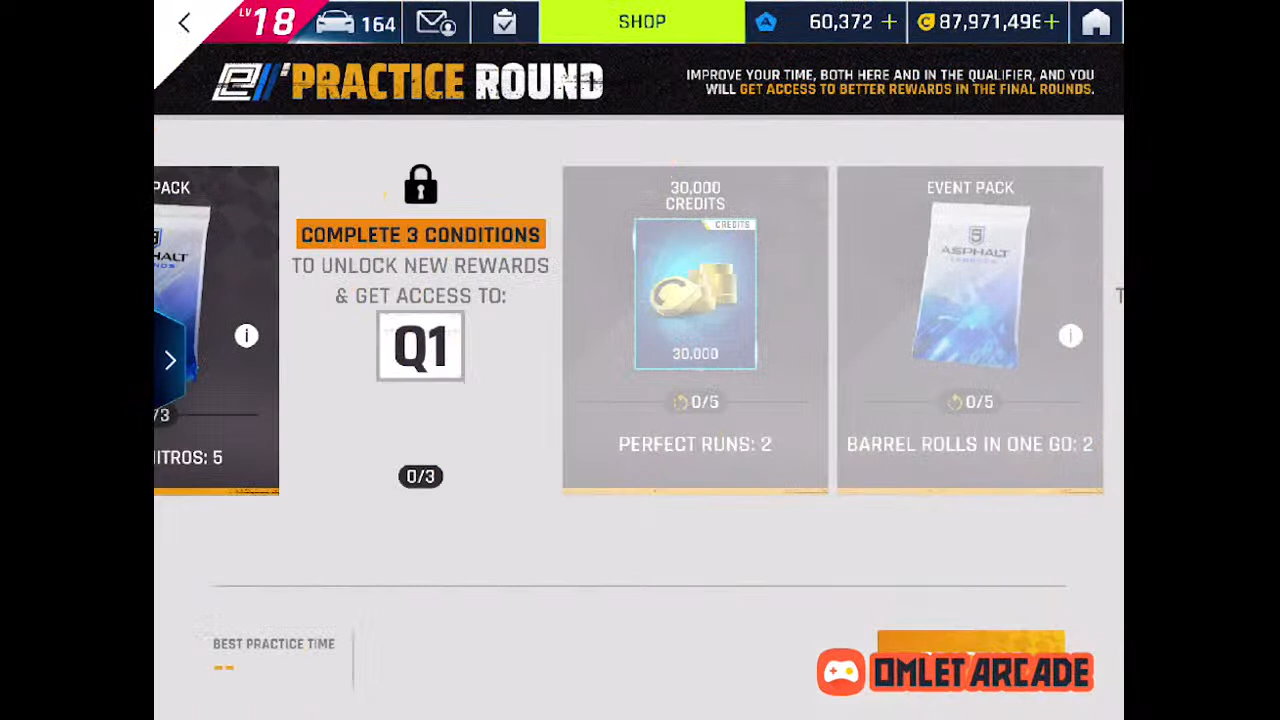 LV 18
164
SHOP
60,372 +
C 87,971,496+
E PRACTICE ROUND
IMPROVE YOUR TIME, BOTH HERE AND IN THE QUALIFIER, AND YOU
WILL GET ACCESS TO BETTER REWARDS IN THE FINAL ROUNDS.
PACK
HALT
i
/3
ITROS: 5
COMPLETE 3 CONDITIONS
TO UNLOCK NEW REWARDS
& GET ACCESS TO:
Q1
0/3
30,000
CREDITS
CREDITS
30,000
0/5
PERFECT RUNS: 2
EVENT PACK
ASPHALT
i
0/5
BARREL ROLLS IN ONE GO: 2
T
BEST PRACTICE TIME
--
OMLET ARCADE